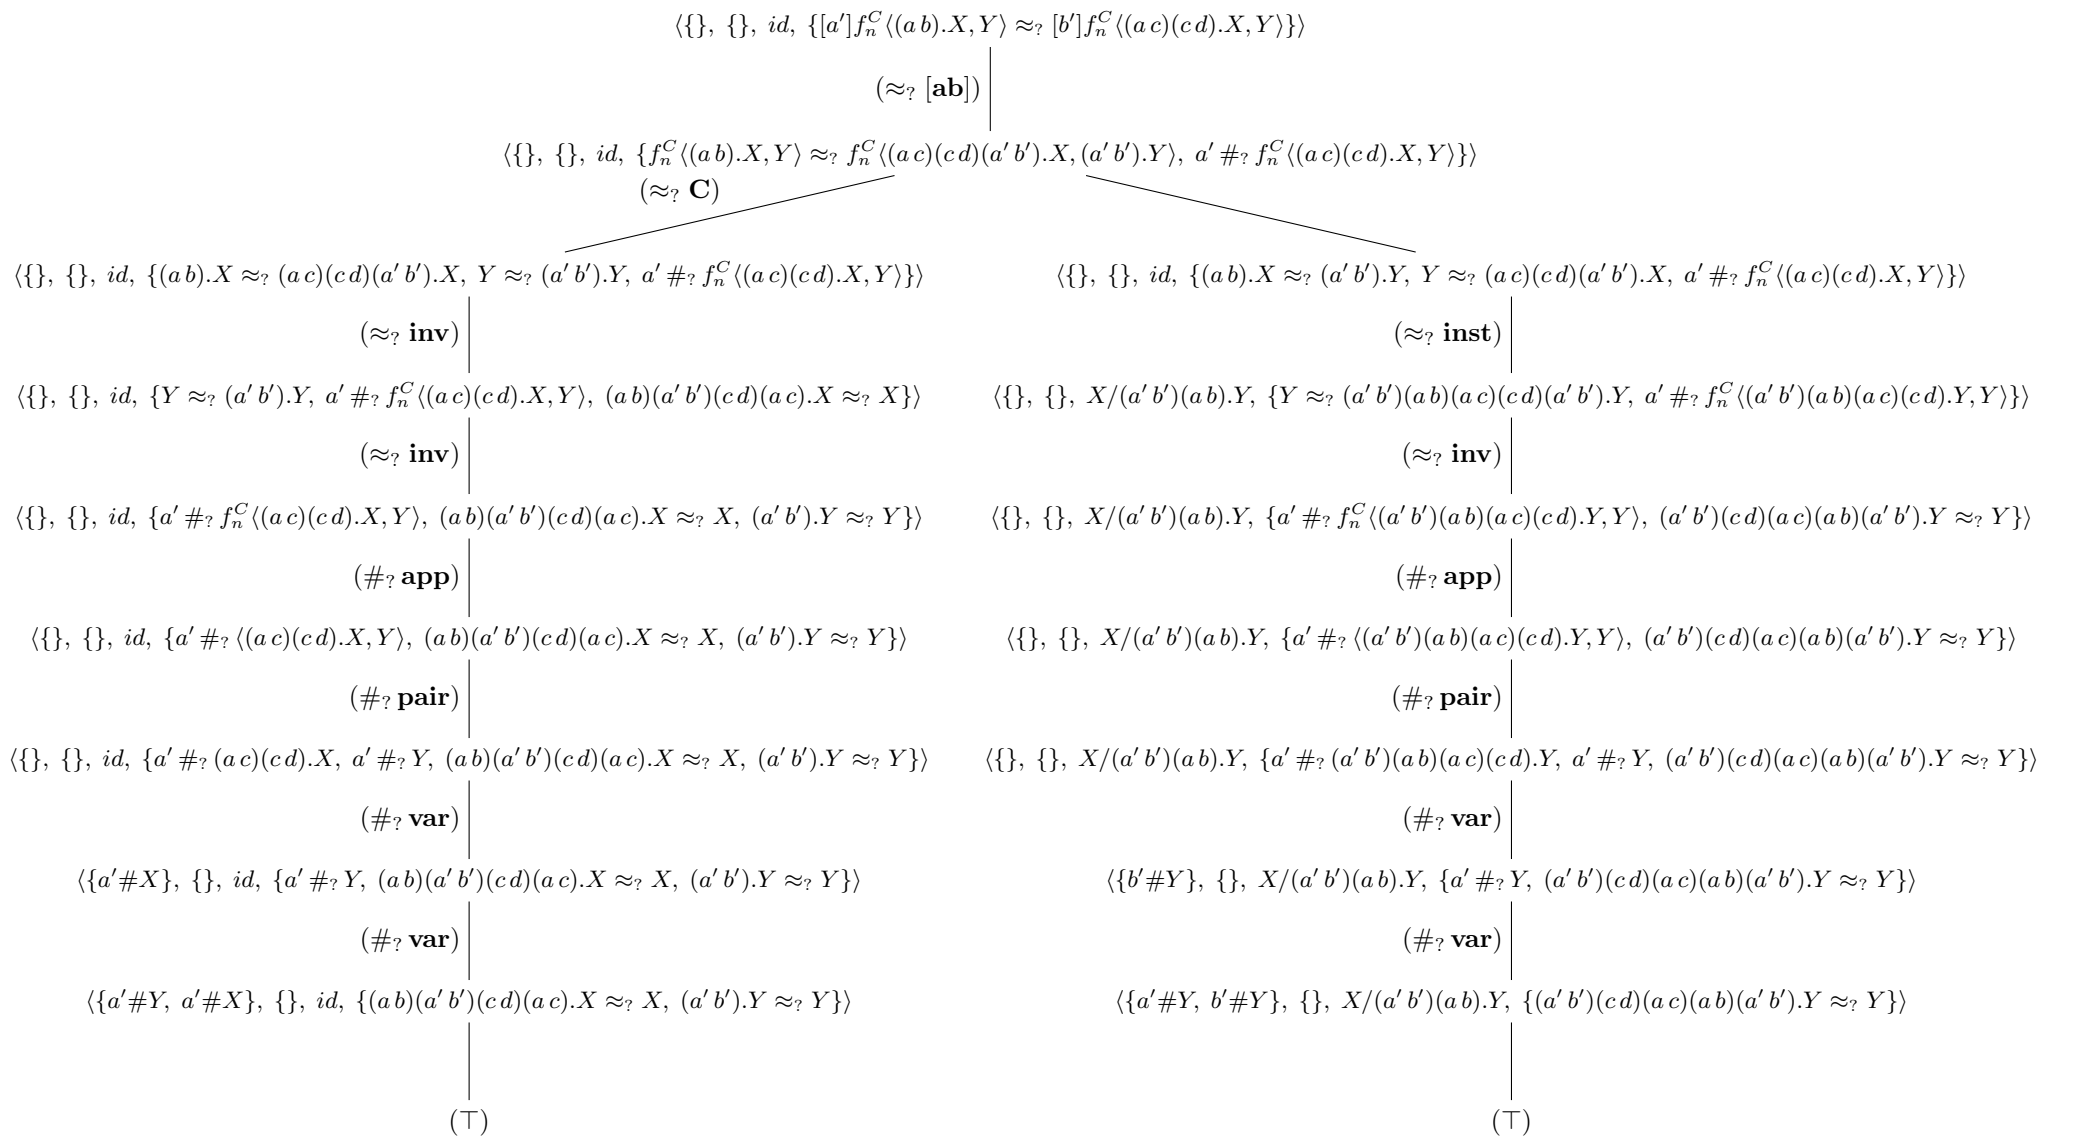 ⟨{}, {}, id, {[a′]f_n^C⟨(a b).X, Y⟩ ≈? [b′]f_n^C⟨(a c)(c d).X, Y⟩}⟩
(≈? [ab])
⟨{}, {}, id, {f_n^C⟨(a b).X, Y⟩ ≈? f_n^C⟨(a c)(c d)(a′ b′).X, (a′ b′).Y⟩, a′ #? f_n^C⟨(a c)(c d).X, Y⟩}⟩
(≈? C)
⟨{}, {}, id, {(a b).X ≈? (a c)(c d)(a′ b′).X, Y ≈? (a′ b′).Y, a′ #? f_n^C⟨(a c)(c d).X, Y⟩}⟩
⟨{}, {}, id, {(a b).X ≈? (a′ b′).Y, Y ≈? (a c)(c d)(a′ b′).X, a′ #? f_n^C⟨(a c)(c d).X, Y⟩}⟩
(≈? inv)
(≈? inst)
⟨{}, {}, id, {Y ≈? (a′ b′).Y, a′ #? f_n^C⟨(a c)(c d).X, Y⟩, (a b)(a′ b′)(c d)(a c).X ≈? X}⟩
⟨{}, {}, X/(a′ b′)(a b).Y, {Y ≈? (a′ b′)(a b)(a c)(c d)(a′ b′).Y, a′ #? f_n^C⟨(a′ b′)(a b)(a c)(c d).Y, Y⟩}⟩
(≈? inv)
(≈? inv)
⟨{}, {}, id, {a′ #? f_n^C⟨(a c)(c d).X, Y⟩, (a b)(a′ b′)(c d)(a c).X ≈? X, (a′ b′).Y ≈? Y}⟩
⟨{}, {}, X/(a′ b′)(a b).Y, {a′ #? f_n^C⟨(a′ b′)(a b)(a c)(c d).Y, Y⟩, (a′ b′)(c d)(a c)(a b)(a′ b′).Y ≈? Y}⟩
(#? app)
(#? app)
⟨{}, {}, id, {a′ #? ⟨(a c)(c d).X, Y⟩, (a b)(a′ b′)(c d)(a c).X ≈? X, (a′ b′).Y ≈? Y}⟩
⟨{}, {}, X/(a′ b′)(a b).Y, {a′ #? ⟨(a′ b′)(a b)(a c)(c d).Y, Y⟩, (a′ b′)(c d)(a c)(a b)(a′ b′).Y ≈? Y}⟩
(#? pair)
(#? pair)
⟨{}, {}, id, {a′ #? (a c)(c d).X, a′ #? Y, (a b)(a′ b′)(c d)(a c).X ≈? X, (a′ b′).Y ≈? Y}⟩
⟨{}, {}, X/(a′ b′)(a b).Y, {a′ #? (a′ b′)(a b)(a c)(c d).Y, a′ #? Y, (a′ b′)(c d)(a c)(a b)(a′ b′).Y ≈? Y}⟩
(#? var)
(#? var)
⟨{a′#X}, {}, id, {a′ #? Y, (a b)(a′ b′)(c d)(a c).X ≈? X, (a′ b′).Y ≈? Y}⟩
⟨{b′#Y}, {}, X/(a′ b′)(a b).Y, {a′ #? Y, (a′ b′)(c d)(a c)(a b)(a′ b′).Y ≈? Y}⟩
(#? var)
(#? var)
⟨{a′#Y, a′#X}, {}, id, {(a b)(a′ b′)(c d)(a c).X ≈? X, (a′ b′).Y ≈? Y}⟩
⟨{a′#Y, b′#Y}, {}, X/(a′ b′)(a b).Y, {(a′ b′)(c d)(a c)(a b)(a′ b′).Y ≈? Y}⟩
(⊤)
(⊤)